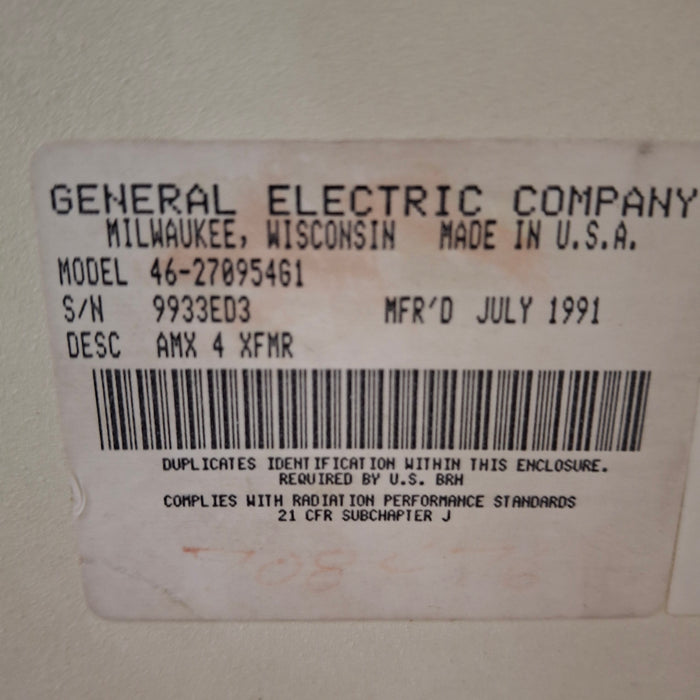 GENERAL ELECTRIC COMPANY
MILWAUKEE, WISCONSIN MADE IN U.S.A.
MODEL 46-270954G1
S/N 9933ED3 MFR'D JULY 1991
DESC AMX 4 XFMR
DUPLICATES IDENTIFICATION WITHIN THIS ENCLOSURE.
REQUIRED BY U.S. BRH
COMPLIES WITH RADIATION PERFORMANCE STANDARDS
21 CFR SUBCHAPTER J